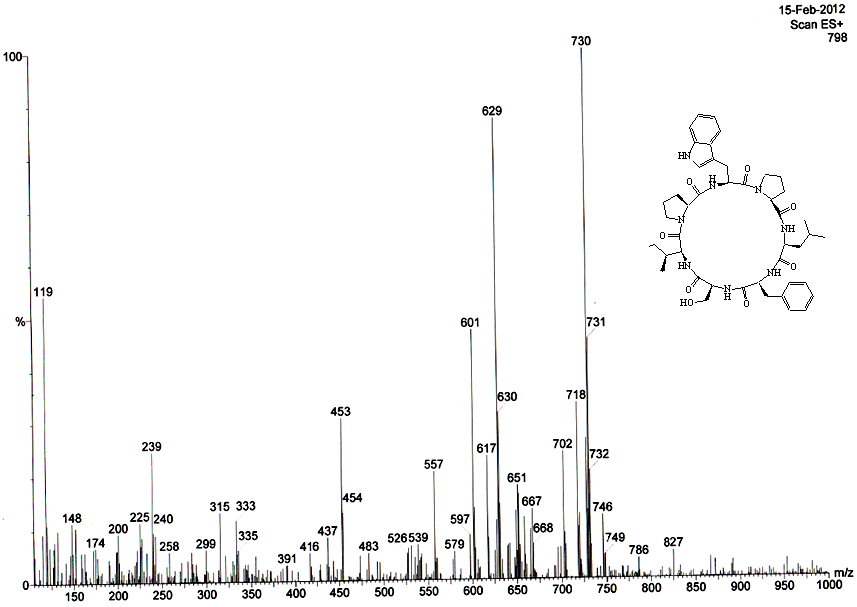 15-Feb-2012
Scan ES+
798
730
100
629
HN
O
O
NH
N
O
N
O
119
NH
O
NH
O
HN
O
NH
O
N
H
HO
%
601
731
630
718
453
239
617
702
732
557
651
454
667
746
315
333
148
225
240
597
668
200
437
526
539
749
174
258
299
335
416
483
579
786
827
391
0
150
200
250
300
350
400
450
500
550
600
650
700
750
800
850
900
950
1000
m/z